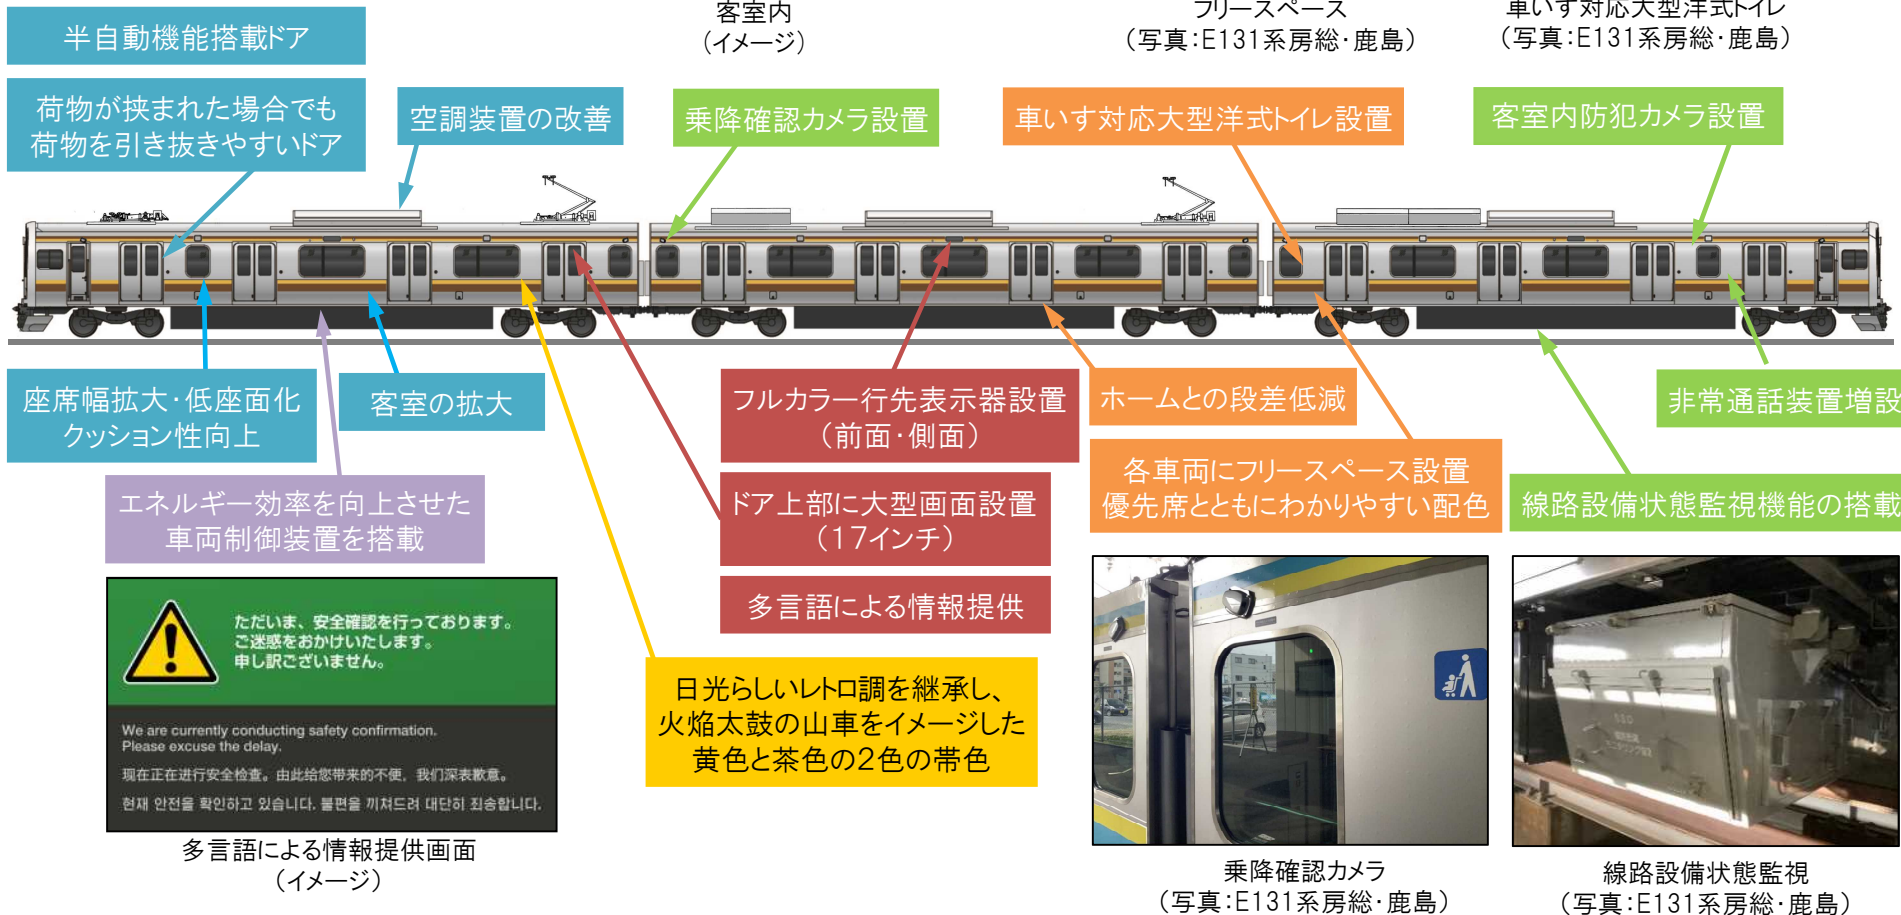 客室内
（イメージ）
フリースペース
（写真：E131系房総・鹿島）
車いす対応大型洋式トイレ
（写真：E131系房総・鹿島）
半自動機能搭載ドア
荷物が挟まれた場合でも
荷物を引き抜きやすいドア
空調装置の改善
乗降確認カメラ設置
車いす対応大型洋式トイレ設置
客室内防犯カメラ設置
座席幅拡大・低座面化
クッション性向上
客室の拡大
フルカラー行先表示器設置
（前面・側面）
ホームとの段差低減
非常通話装置増設
エネルギー効率を向上させた
車両制御装置を搭載
ドア上部に大型画面設置
（17インチ）
各車両にフリースペース設置
優先席とともにわかりやすい配色
線路設備状態監視機能の搭載
多言語による情報提供
日光らしいレトロ調を継承し、
火焔太鼓の山車をイメージした
黄色と茶色の2色の帯色
ただいま、安全確認を行っております。
ご迷惑をおかけいたします。
申し訳ございません。
We are currently conducting safety confirmation.
Please excuse the delay.
现在正在进行安全检查。由此给您带来的不便，我们深表歉意。
현재 안전을 확인하고 있습니다. 불편을 끼쳐드려 대단히 죄송합니다.
多言語による情報提供画面
（イメージ）
乗降確認カメラ
（写真：E131系房総・鹿島）
線路設備状態監視
（写真：E131系房総・鹿島）